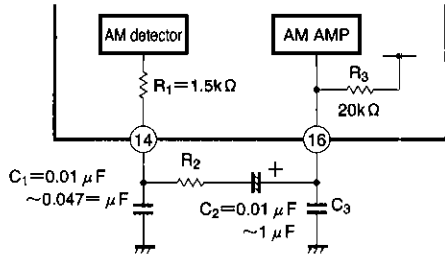 AM detector
AM AMP
R₁=1.5kΩ
R₃
20kΩ
14
16
C₁=0.01 μF
~0.047= μF
R₂
+
C₂=0.01 μF
~1 μF
C₃